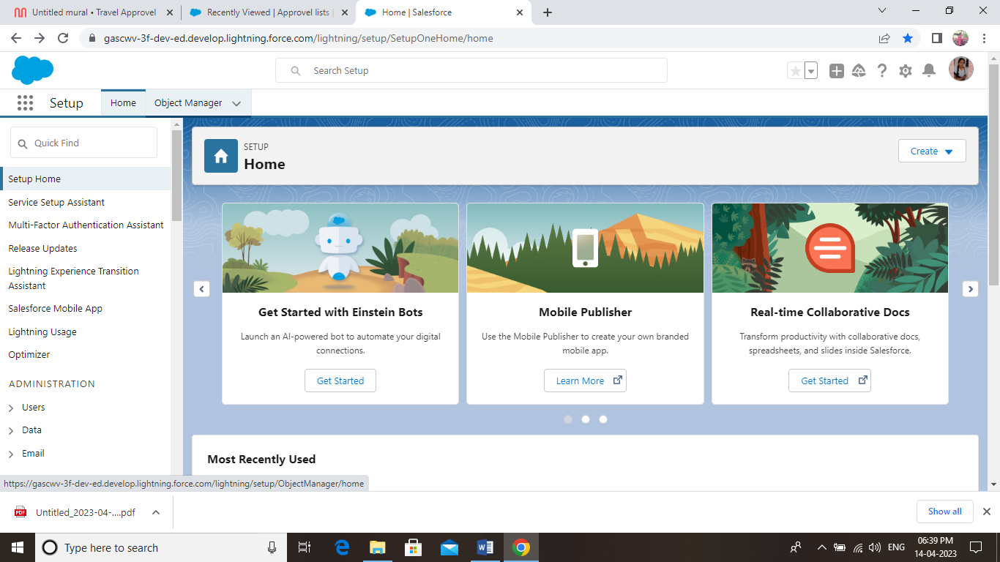 Untitled mural • Travel Approvel
Recently Viewed | Approvel lists |
Home | Salesforce
gascwv-3f-dev-ed.develop.lightning.force.com/lightning/setup/SetupOneHome/home
Search Setup
Setup
Home
Object Manager
Quick Find
Setup Home
Service Setup Assistant
Multi-Factor Authentication Assistant
Release Updates
Lightning Experience Transition
Assistant
Salesforce Mobile App
Lightning Usage
Optimizer
ADMINISTRATION
Users
Data
Email
SETUP
Home
Create
Get Started with Einstein Bots
Launch an AI-powered bot to automate your digital
connections.
Get Started
Mobile Publisher
Use the Mobile Publisher to create your own branded
mobile app.
Learn More
Real-time Collaborative Docs
Transform productivity with collaborative docs,
spreadsheets, and slides inside Salesforce.
Get Started
Most Recently Used
https://gascwv-3f-dev-ed.develop.lightning.force.com/lightning/setup/ObjectManager/home
PDF
Untitled_2023-04-....pdf
Show all
Type here to search
ENG
06:39 PM
14-04-2023